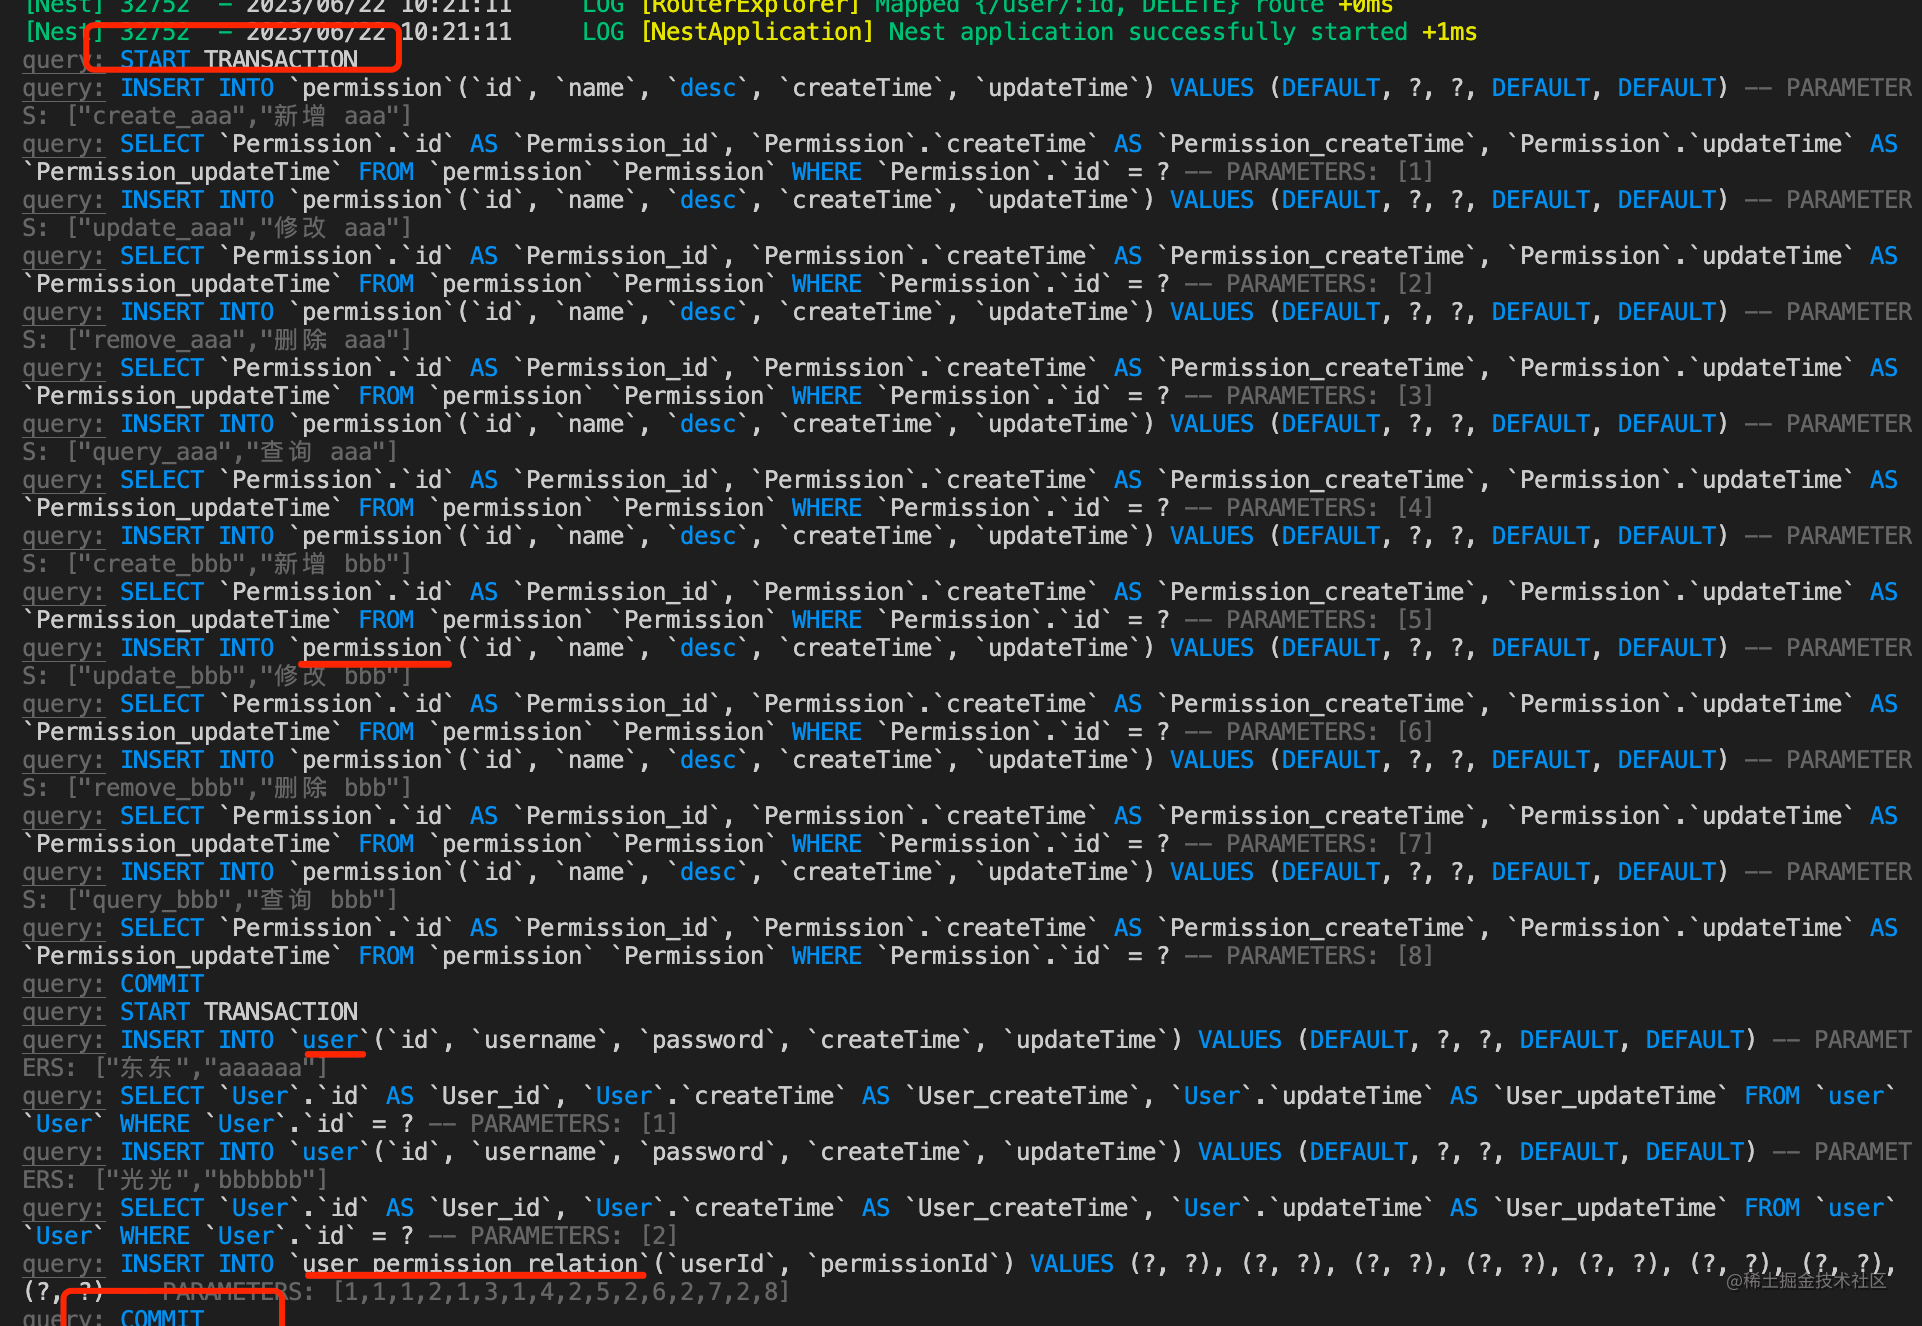 [Nest] 32752  - 2023/06/22 10:21:11     LOG [RouterExplorer] Mapped {/user/:id, DELETE} route +0ms
[Nest] 32752  - 2023/06/22 10:21:11     LOG [NestApplication] Nest application successfully started +1ms
query: START TRANSACTION
query: INSERT INTO `permission`(`id`, `name`, `desc`, `createTime`, `updateTime`) VALUES (DEFAULT, ?, ?, DEFAULT, DEFAULT) -- PARAMETER
S: ["create_aaa","新增 aaa"]
query: SELECT `Permission`.`id` AS `Permission_id`, `Permission`.`createTime` AS `Permission_createTime`, `Permission`.`updateTime` AS
`Permission_updateTime` FROM `permission` `Permission` WHERE `Permission`.`id` = ? -- PARAMETERS: [1]
query: INSERT INTO `permission`(`id`, `name`, `desc`, `createTime`, `updateTime`) VALUES (DEFAULT, ?, ?, DEFAULT, DEFAULT) -- PARAMETER
S: ["update_aaa","修改 aaa"]
query: SELECT `Permission`.`id` AS `Permission_id`, `Permission`.`createTime` AS `Permission_createTime`, `Permission`.`updateTime` AS
`Permission_updateTime` FROM `permission` `Permission` WHERE `Permission`.`id` = ? -- PARAMETERS: [2]
query: INSERT INTO `permission`(`id`, `name`, `desc`, `createTime`, `updateTime`) VALUES (DEFAULT, ?, ?, DEFAULT, DEFAULT) -- PARAMETER
S: ["remove_aaa","删除 aaa"]
query: SELECT `Permission`.`id` AS `Permission_id`, `Permission`.`createTime` AS `Permission_createTime`, `Permission`.`updateTime` AS
`Permission_updateTime` FROM `permission` `Permission` WHERE `Permission`.`id` = ? -- PARAMETERS: [3]
query: INSERT INTO `permission`(`id`, `name`, `desc`, `createTime`, `updateTime`) VALUES (DEFAULT, ?, ?, DEFAULT, DEFAULT) -- PARAMETER
S: ["query_aaa","查询 aaa"]
query: SELECT `Permission`.`id` AS `Permission_id`, `Permission`.`createTime` AS `Permission_createTime`, `Permission`.`updateTime` AS
`Permission_updateTime` FROM `permission` `Permission` WHERE `Permission`.`id` = ? -- PARAMETERS: [4]
query: INSERT INTO `permission`(`id`, `name`, `desc`, `createTime`, `updateTime`) VALUES (DEFAULT, ?, ?, DEFAULT, DEFAULT) -- PARAMETER
S: ["create_bbb","新增 bbb"]
query: SELECT `Permission`.`id` AS `Permission_id`, `Permission`.`createTime` AS `Permission_createTime`, `Permission`.`updateTime` AS
`Permission_updateTime` FROM `permission` `Permission` WHERE `Permission`.`id` = ? -- PARAMETERS: [5]
query: INSERT INTO `permission`(`id`, `name`, `desc`, `createTime`, `updateTime`) VALUES (DEFAULT, ?, ?, DEFAULT, DEFAULT) -- PARAMETER
S: ["update_bbb","修改 bbb"]
query: SELECT `Permission`.`id` AS `Permission_id`, `Permission`.`createTime` AS `Permission_createTime`, `Permission`.`updateTime` AS
`Permission_updateTime` FROM `permission` `Permission` WHERE `Permission`.`id` = ? -- PARAMETERS: [6]
query: INSERT INTO `permission`(`id`, `name`, `desc`, `createTime`, `updateTime`) VALUES (DEFAULT, ?, ?, DEFAULT, DEFAULT) -- PARAMETER
S: ["remove_bbb","删除 bbb"]
query: SELECT `Permission`.`id` AS `Permission_id`, `Permission`.`createTime` AS `Permission_createTime`, `Permission`.`updateTime` AS
`Permission_updateTime` FROM `permission` `Permission` WHERE `Permission`.`id` = ? -- PARAMETERS: [7]
query: INSERT INTO `permission`(`id`, `name`, `desc`, `createTime`, `updateTime`) VALUES (DEFAULT, ?, ?, DEFAULT, DEFAULT) -- PARAMETER
S: ["query_bbb","查询 bbb"]
query: SELECT `Permission`.`id` AS `Permission_id`, `Permission`.`createTime` AS `Permission_createTime`, `Permission`.`updateTime` AS
`Permission_updateTime` FROM `permission` `Permission` WHERE `Permission`.`id` = ? -- PARAMETERS: [8]
query: COMMIT
query: START TRANSACTION
query: INSERT INTO `user`(`id`, `username`, `password`, `createTime`, `updateTime`) VALUES (DEFAULT, ?, ?, DEFAULT, DEFAULT) -- PARAMET
ERS: ["东东","aaaaaa"]
query: SELECT `User`.`id` AS `User_id`, `User`.`createTime` AS `User_createTime`, `User`.`updateTime` AS `User_updateTime` FROM `user`
`User` WHERE `User`.`id` = ? -- PARAMETERS: [1]
query: INSERT INTO `user`(`id`, `username`, `password`, `createTime`, `updateTime`) VALUES (DEFAULT, ?, ?, DEFAULT, DEFAULT) -- PARAMET
ERS: ["光光","bbbbbb"]
query: SELECT `User`.`id` AS `User_id`, `User`.`createTime` AS `User_createTime`, `User`.`updateTime` AS `User_updateTime` FROM `user`
`User` WHERE `User`.`id` = ? -- PARAMETERS: [2]
query: INSERT INTO `user_permission_relation`(`userId`, `permissionId`) VALUES (?, ?), (?, ?), (?, ?), (?, ?), (?, ?), (?, ?), (?, ?),
(?, ?) -- PARAMETERS: [1,1,1,2,1,3,1,4,2,5,2,6,2,7,2,8]
@稀土掘金技术社区
query: COMMIT